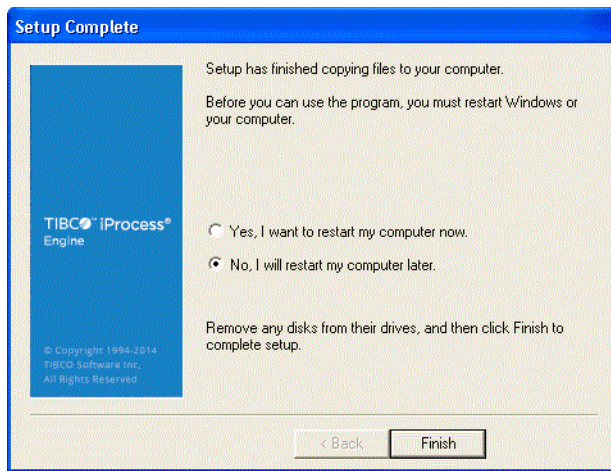 Setup Complete
Setup has finished copying files to your computer.
Before you can use the program, you must restart Windows or
your computer.
TIBCO™ iProcess®
Engine
Yes, I want to restart my computer now.
No, I will restart my computer later.
Remove any disks from their drives, and then click Finish to
complete setup.
© Copyright 1994-2014
TIBCO Software Inc,
All Rights Reserved
< Back
Finish